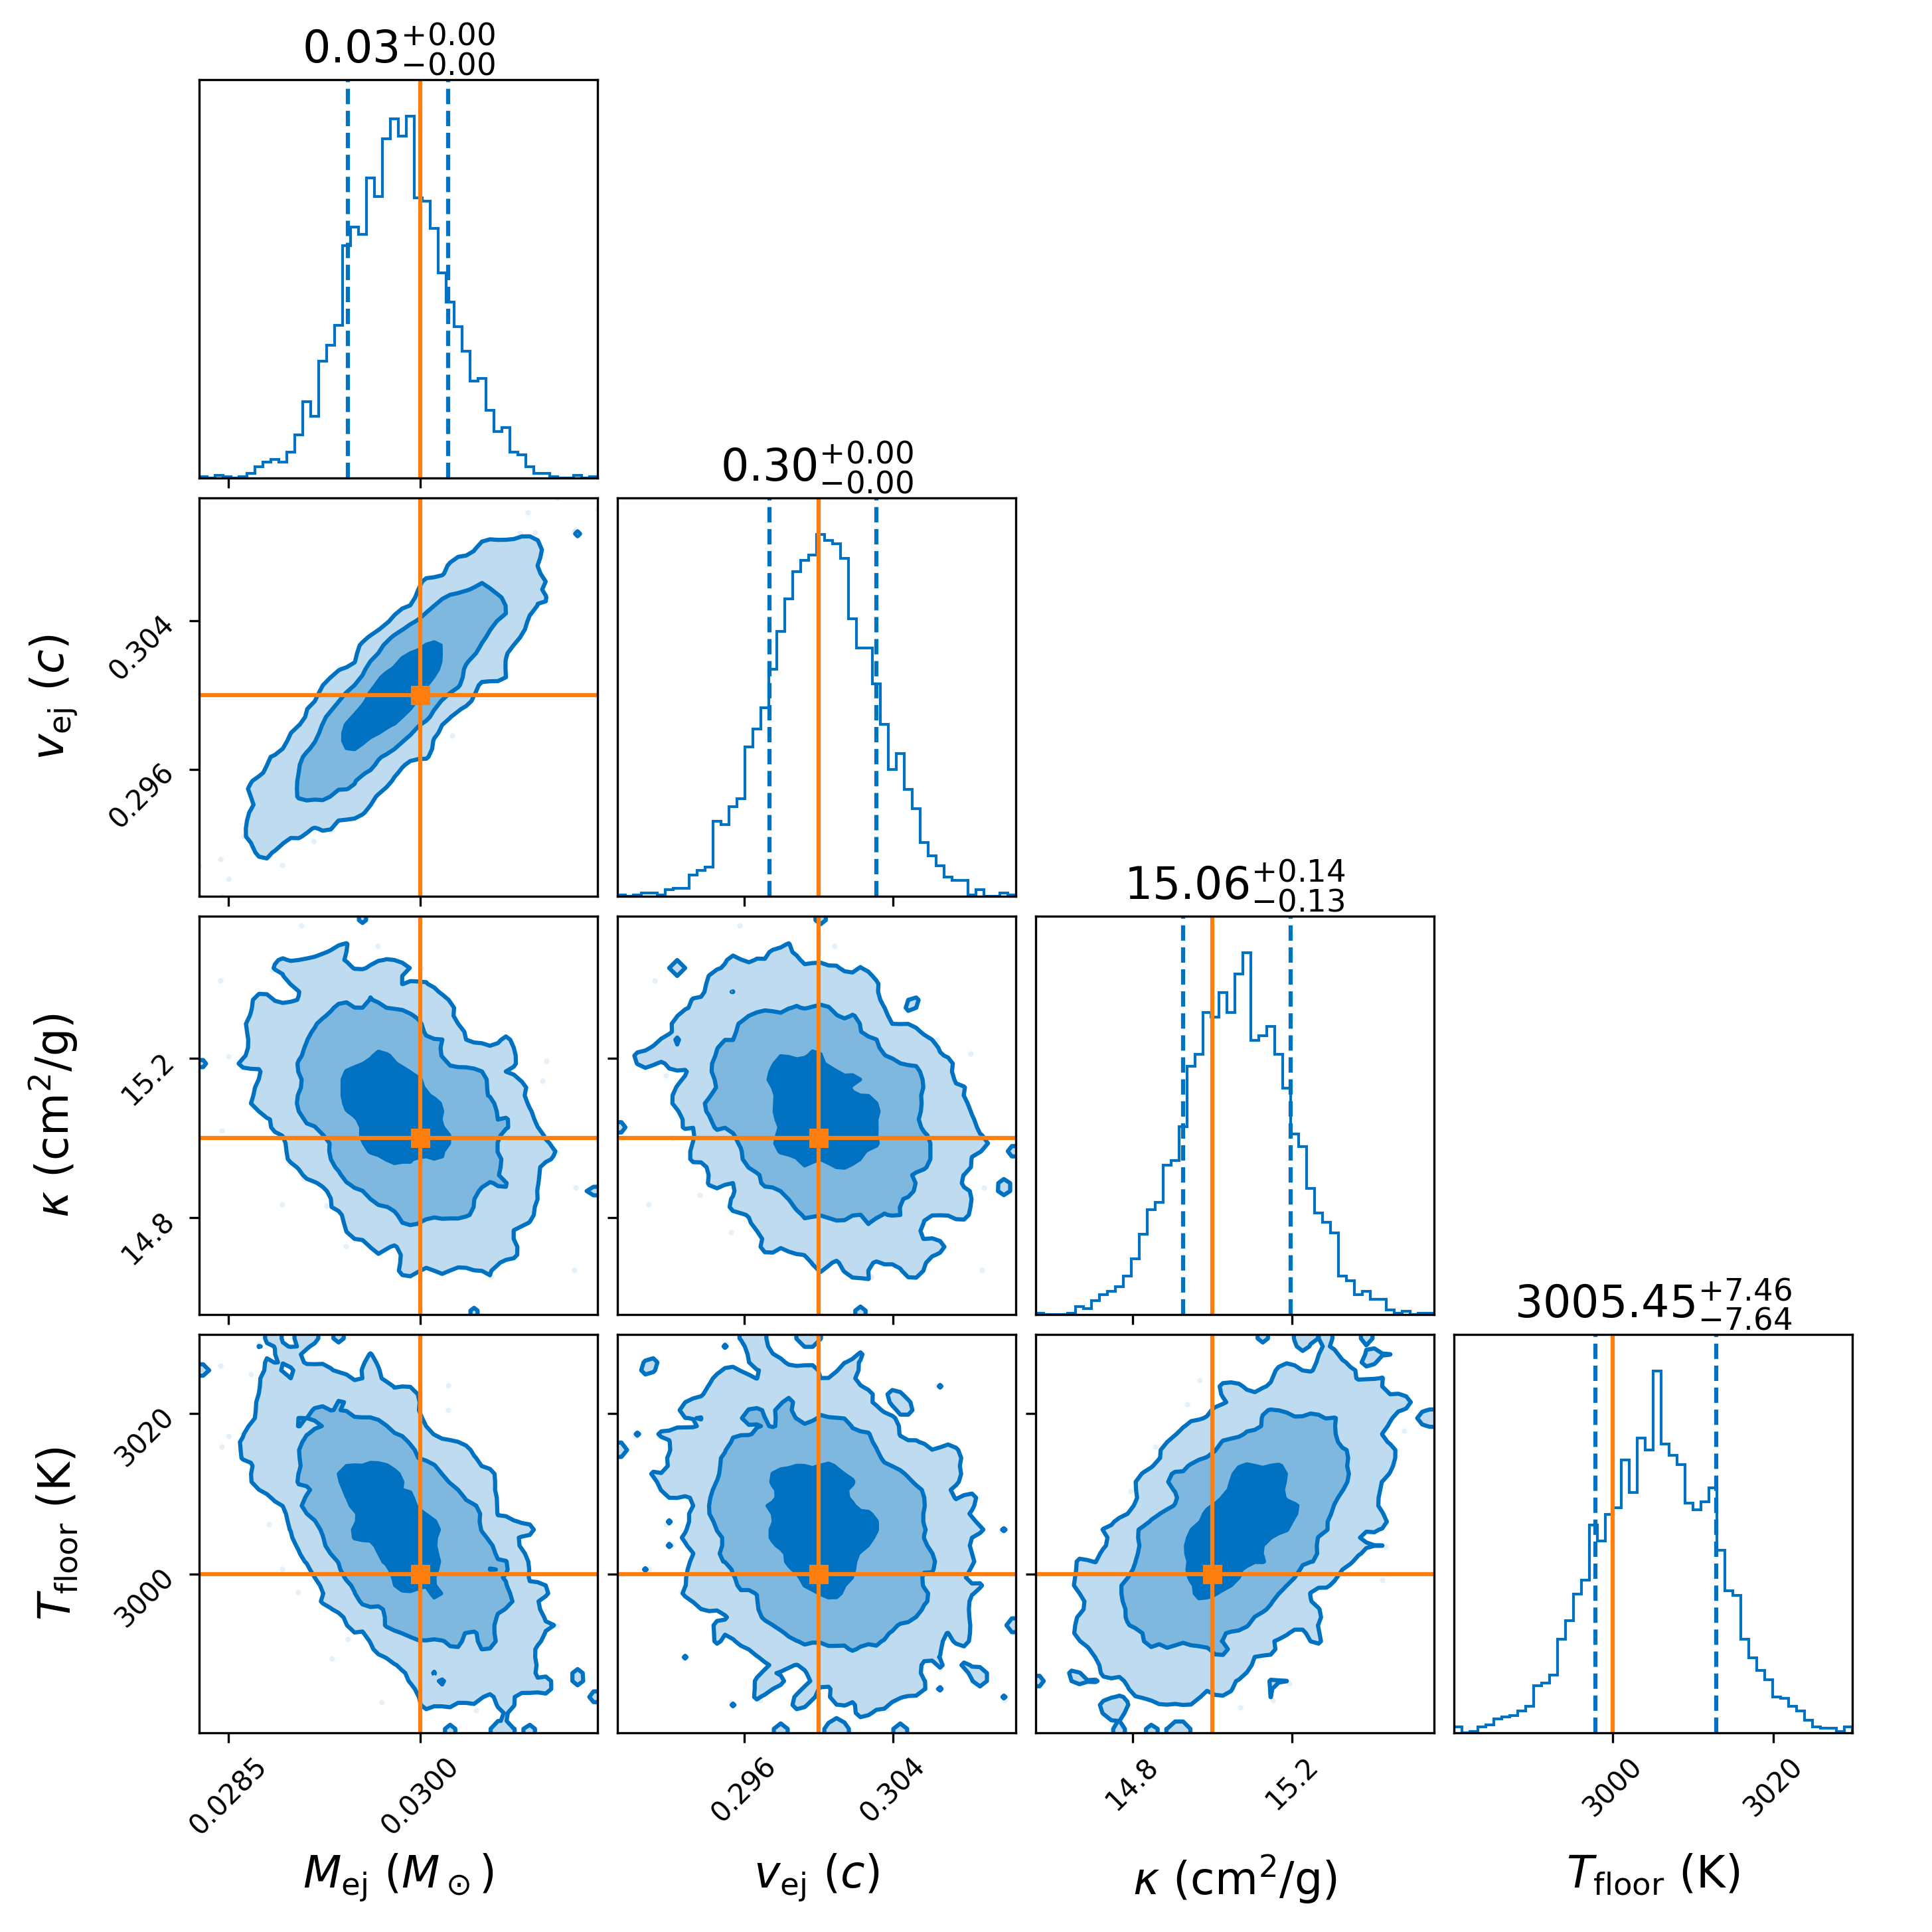 0.03+0.00−0.00
0.30+0.00−0.00
15.06+0.14−0.13
3005.45+7.46−7.64
vej (c)
0.304
0.296
κ (cm2/g)
15.2
14.8
Tfloor (K)
3020
3000
0.0285 0.0300 0.296 0.304 14.8 15.2 3000 3020
Mej (M⊙) vej (c) κ (cm2/g) Tfloor (K)